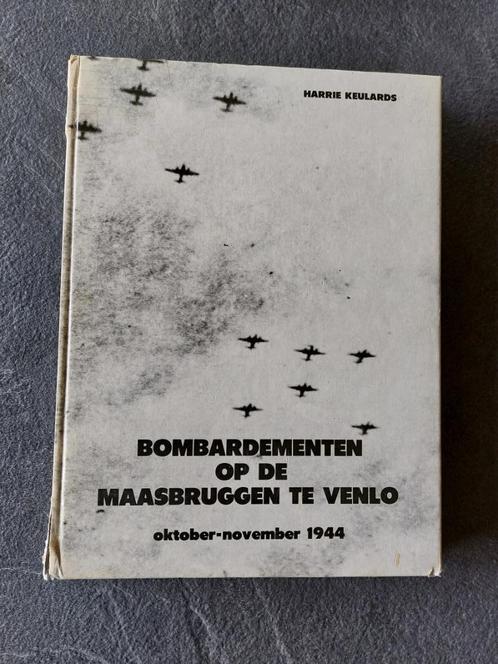 HARRIE KEULARDS
BOMBARDEMENTEN
OP DE
MAASBRUGGEN TE VENLO
oktober-november 1944